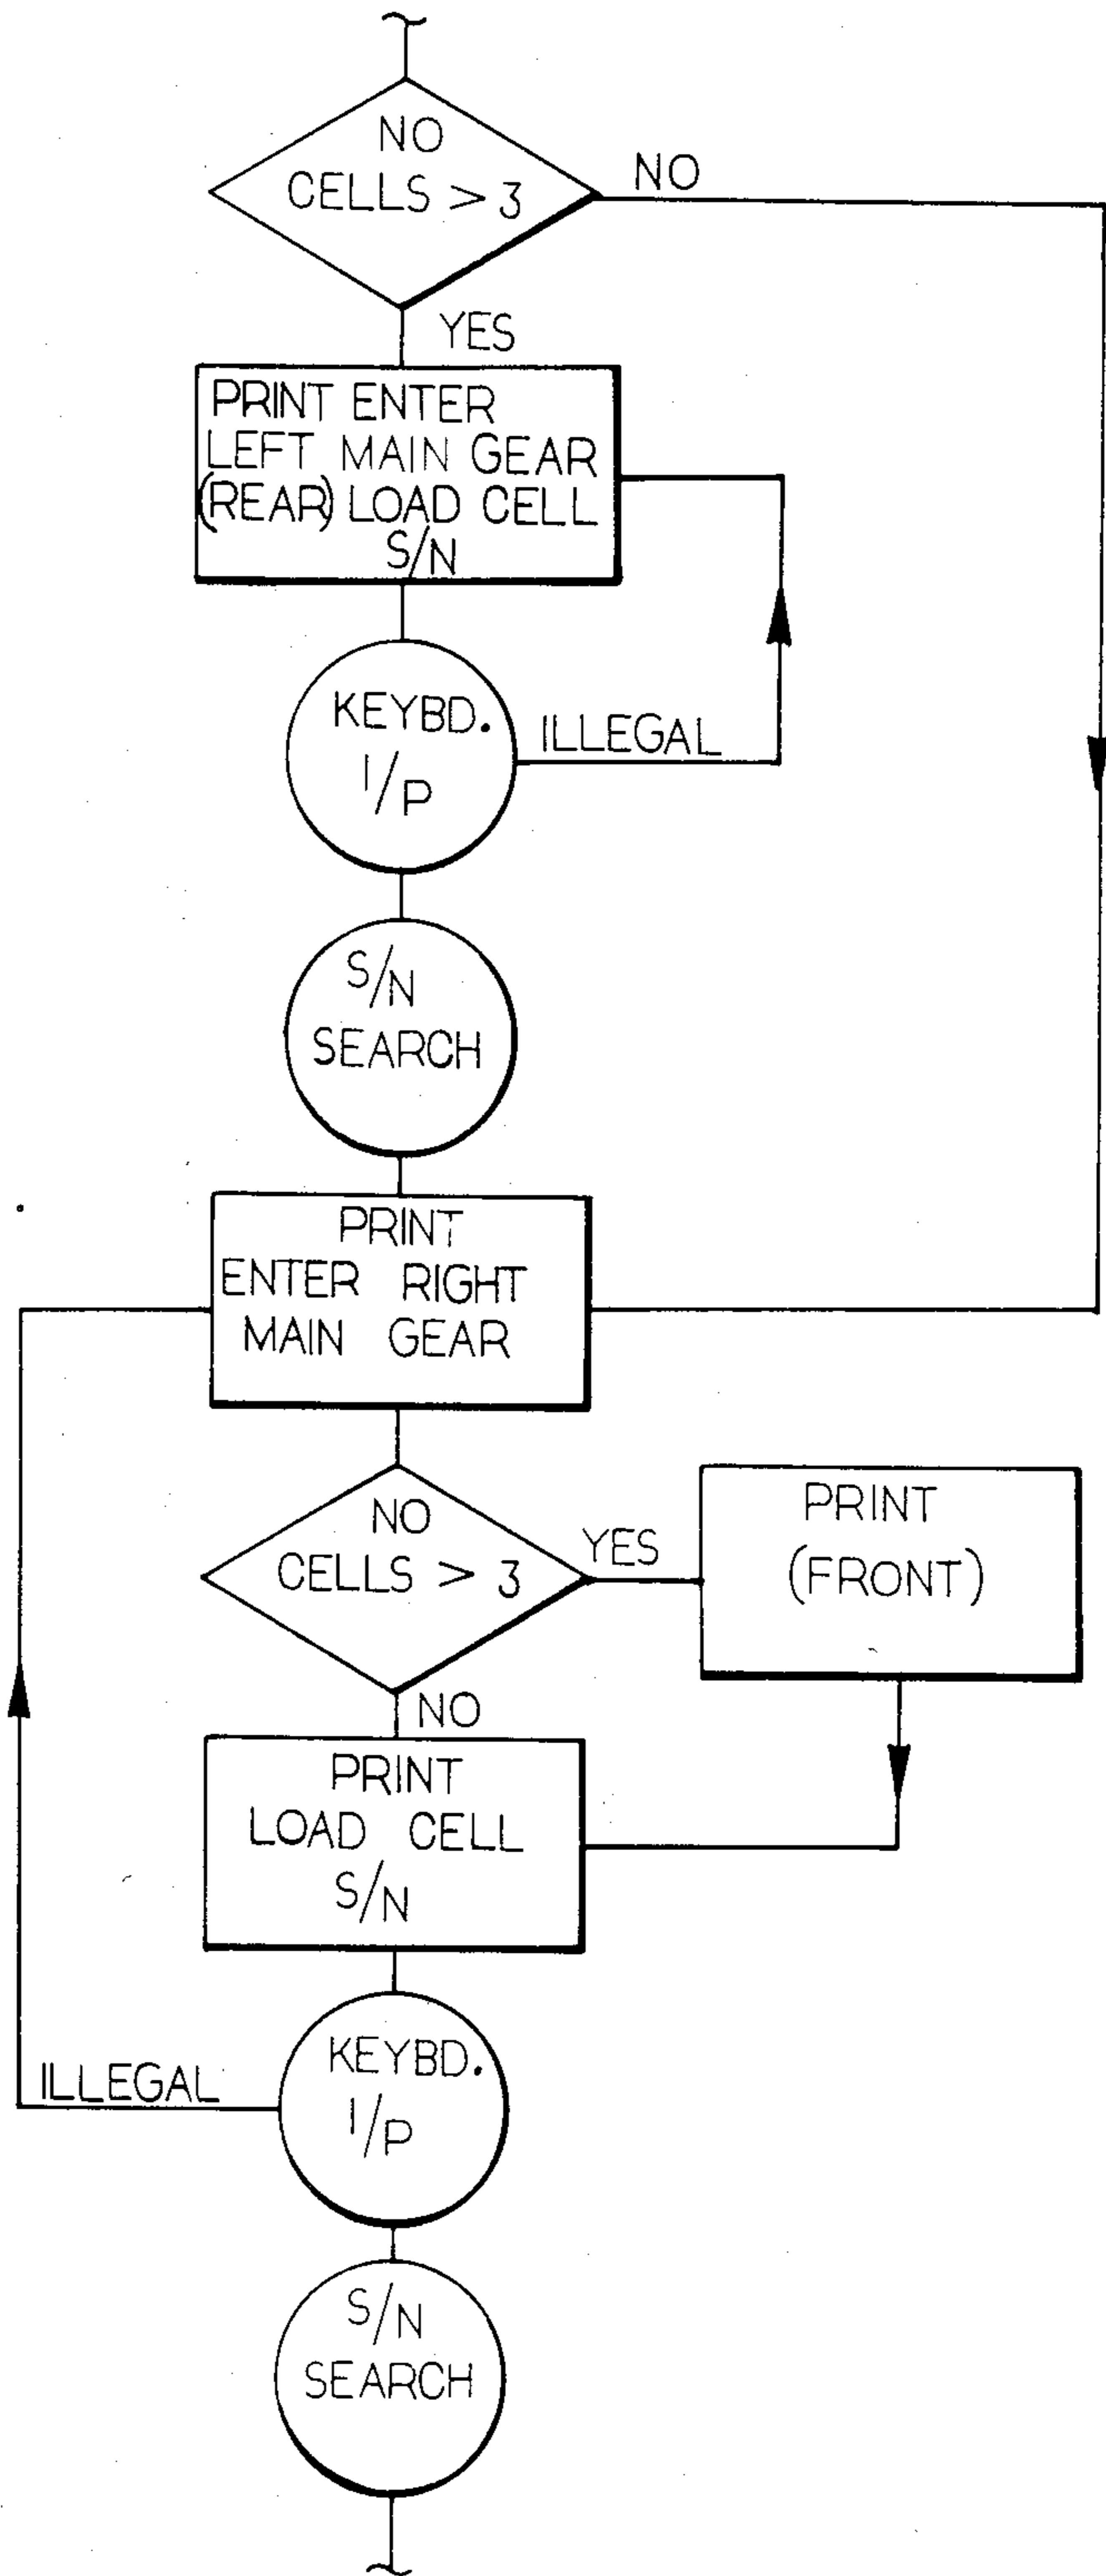 NO
CELLS > 3
NO
YES
PRINT ENTER
LEFT MAIN GEAR
(REAR) LOAD CELL
S/N
KEYBD.
I/P
ILLEGAL
S/N
SEARCH
PRINT
ENTER RIGHT
MAIN GEAR
NO
CELLS > 3
YES
PRINT
(FRONT)
NO
PRINT
LOAD CELL
S/N
KEYBD.
I/P
ILLEGAL
S/N
SEARCH